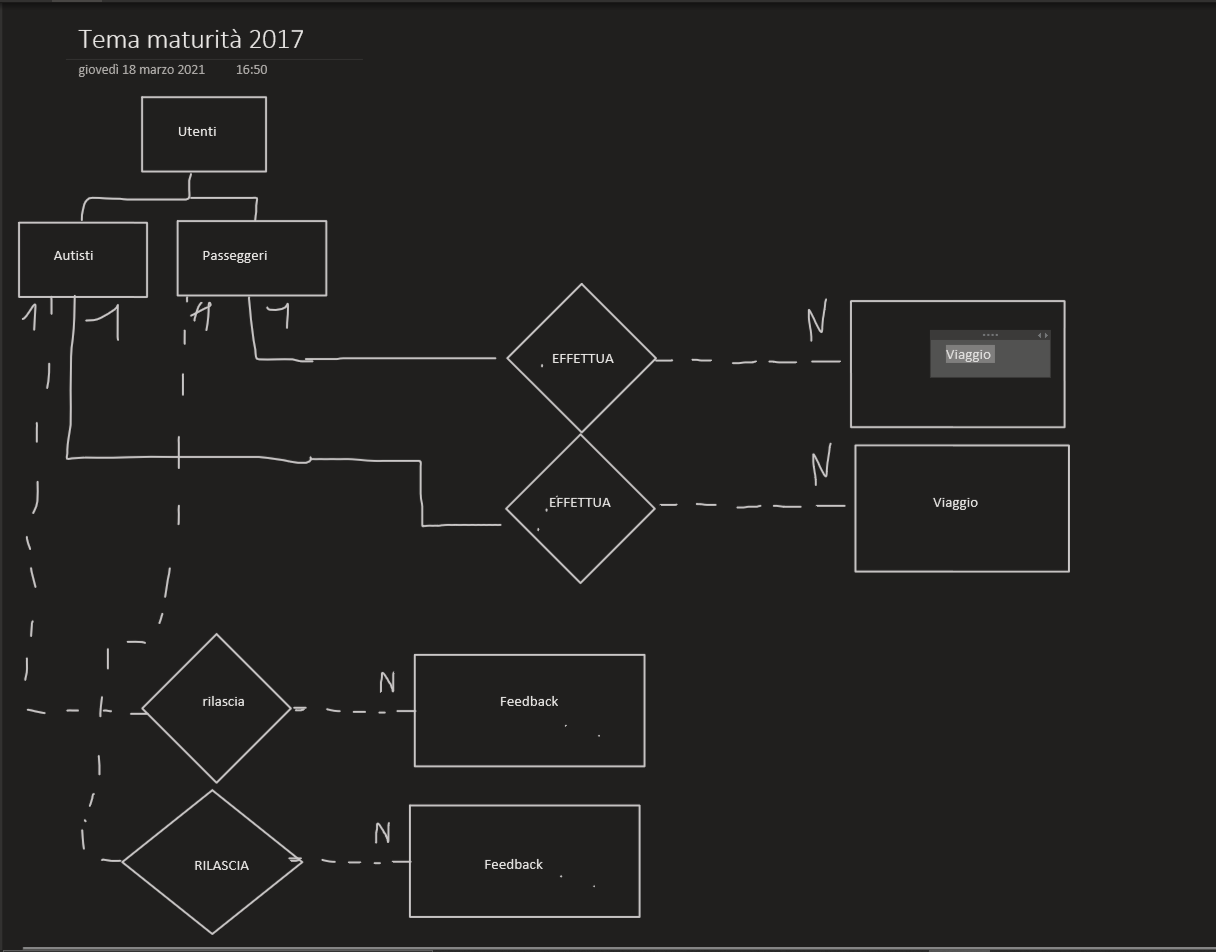 Tema maturità 2017
giovedì 18 marzo 2021 16:50
Utenti
Autisti
Passeggeri
1 1 1 1
EFFETTUA
N
Viaggio
EFFETTUA
N
Viaggio
rilascia
N
Feedback
RILASCIA
N
Feedback